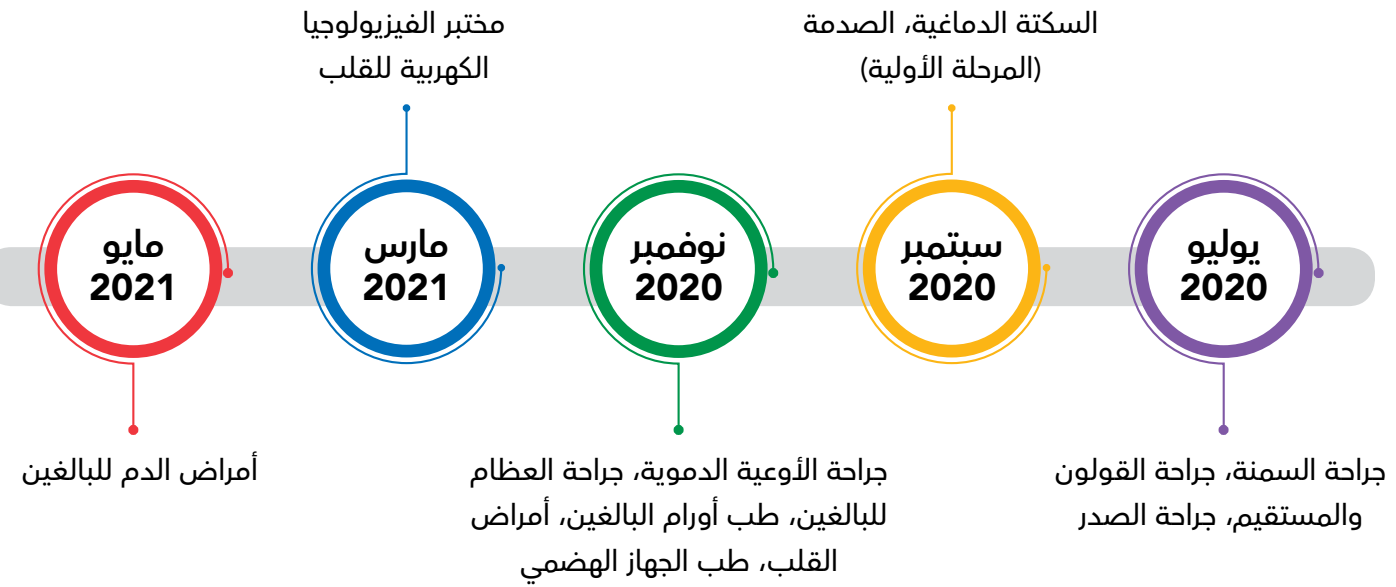 يوليو
2020
جراحة السمنة، جراحة القولون
والمستقيم، جراحة الصدر
السكتة الدماغية، الصدمة
(المرحلة الأولية)
سبتمبر
2020
نوفمبر
2020
جراحة الأوعية الدموية، جراحة العظام
للبالغين، طب أورام البالغين، أمراض
القلب، طب الجهاز الهضمي
مختبر الفيزيولوجيا
الكهربية للقلب
مارس
2021
مايو
2021
أمراض الدم للبالغين